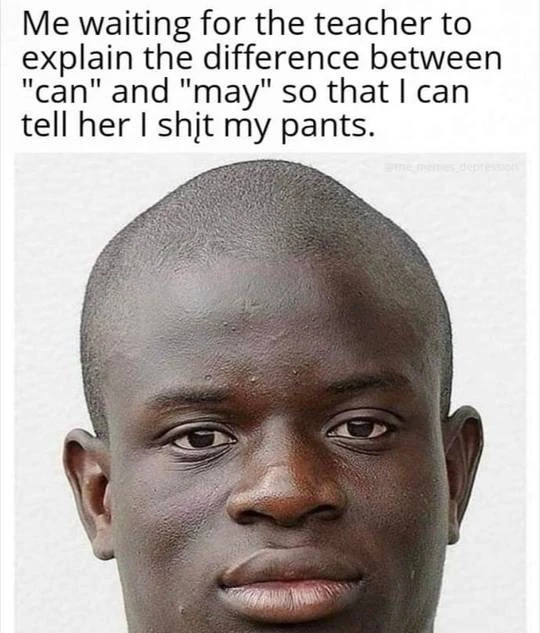 Me waiting for the teacher to
explain the difference between
"can" and "may" so that I can
tell her I shįt my pants.
@me_memes_depression